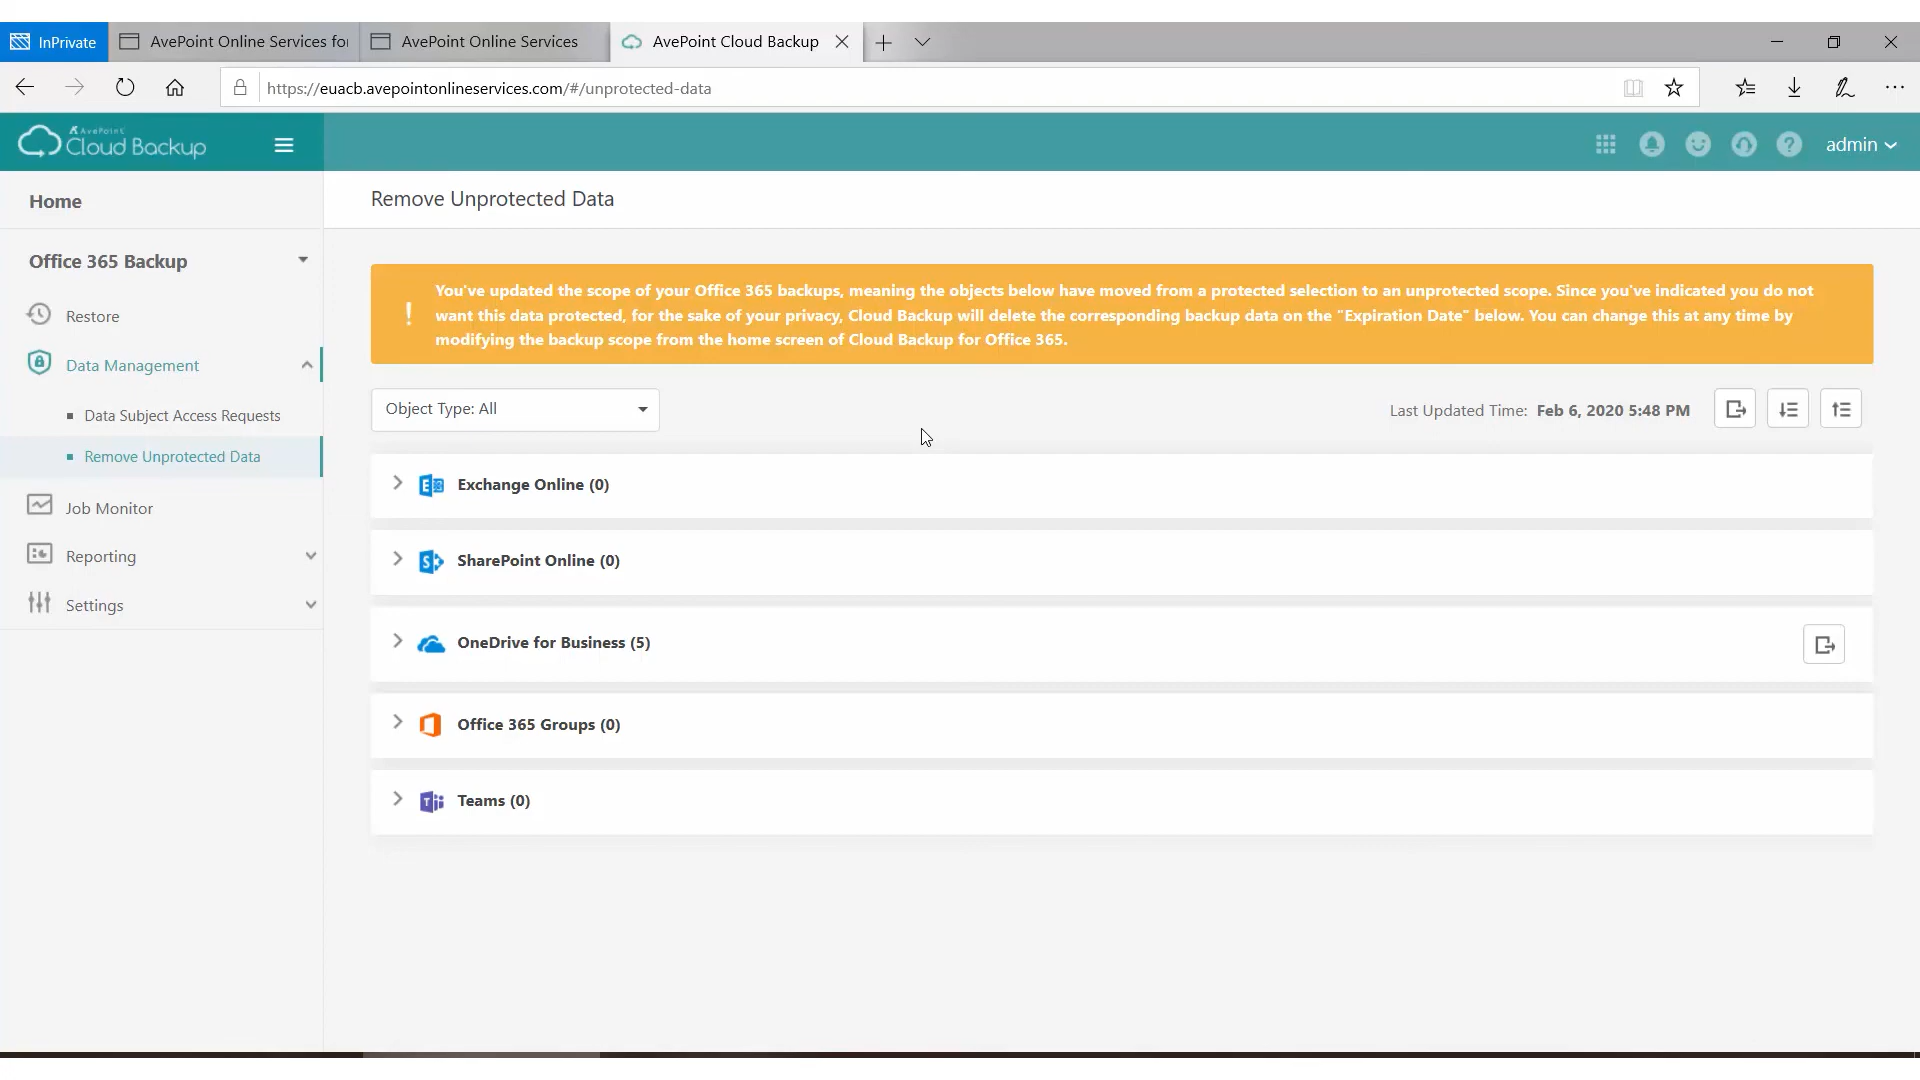 InPrivate
AvePoint Online Services for
AvePoint Online Services
AvePoint Cloud Backup
https://euacb.avepointonlineservices.com/#/unprotected-data
AvePoint
Cloud Backup
admin
Home
Remove Unprotected Data
Office 365 Backup
Restore
Data Management
Data Subject Access Requests
Remove Unprotected Data
Job Monitor
Reporting
Settings
You've updated the scope of your Office 365 backups, meaning the objects below have moved from a protected selection to an unprotected scope. Since you've indicated you do not
want this data protected, for the sake of your privacy, Cloud Backup will delete the corresponding backup data on the "Expiration Date" below. You can change this at any time by
modifying the backup scope from the home screen of Cloud Backup for Office 365.
Object Type: All
Last Updated Time: Feb 6, 2020 5:48 PM
Exchange Online (0)
SharePoint Online (0)
OneDrive for Business (5)
Office 365 Groups (0)
Teams (0)